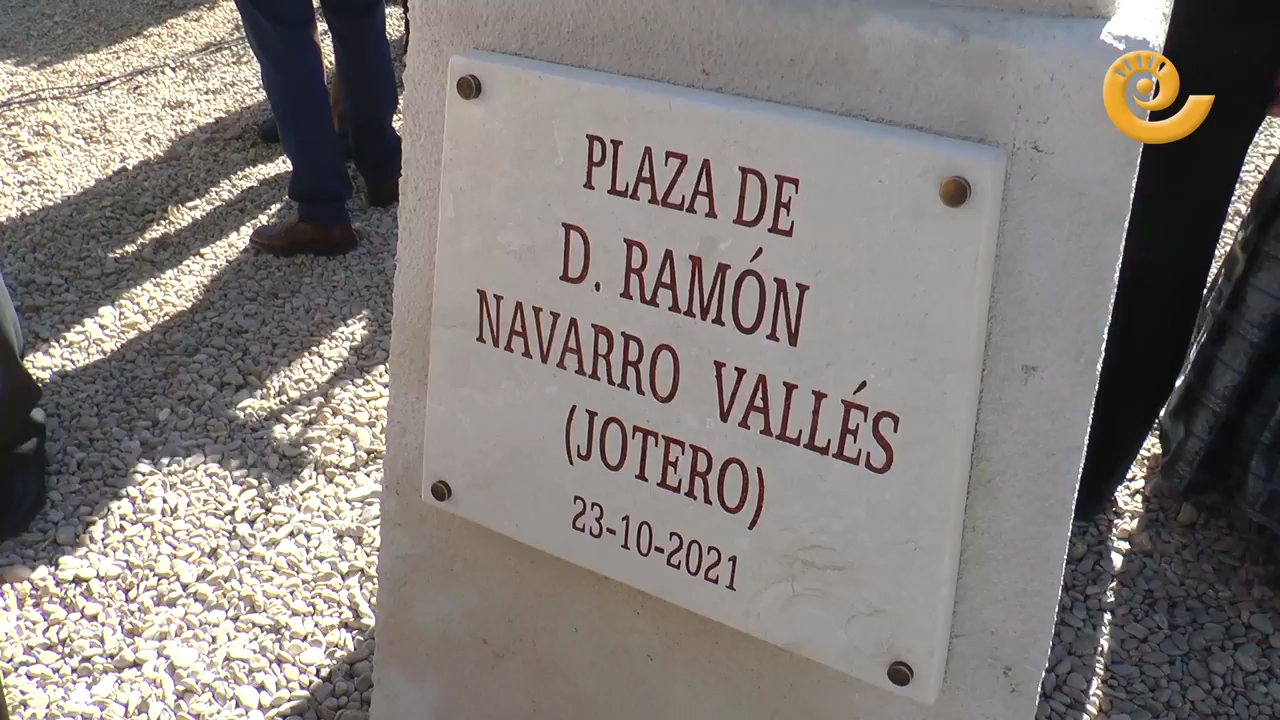 PLAZA DE
D. RAMÓN
NAVARRO VALLÉS
(JOTERO)
23-10-2021